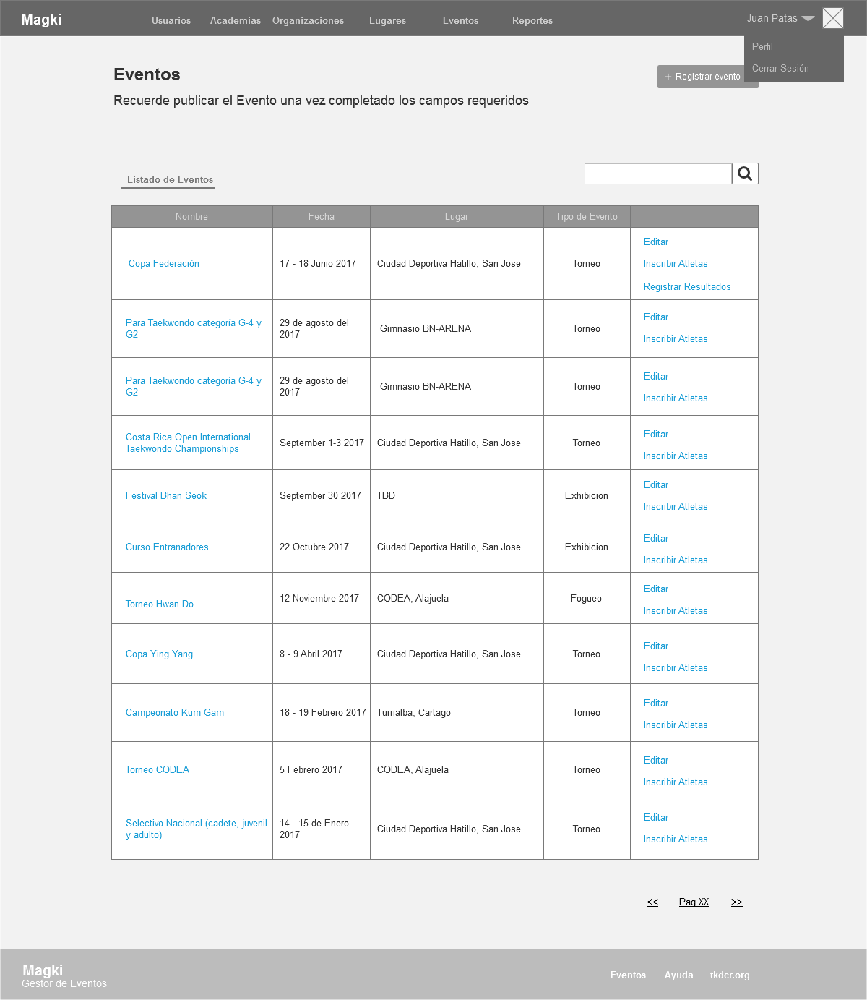 Magki
Usuarios Academias Organizaciones Lugares Eventos Reportes
Juan Patas
Perfil
Cerrar Sesión
Eventos
+ Registrar evento
Recuerde publicar el Evento una vez completado los campos requeridos
Listado de Eventos
Nombre Fecha Lugar Tipo de Evento
Copa Federación 17 - 18 Junio 2017 Ciudad Deportiva Hatillo, San Jose Torneo
Editar
Inscribir Atletas
Registrar Resultados
Para Taekwondo categoría G-4 y
G2
29 de agosto del
2017
Gimnasio BN-ARENA Torneo
Editar
Inscribir Atletas
Para Taekwondo categoría G-4 y
G2
29 de agosto del
2017
Gimnasio BN-ARENA Torneo
Editar
Inscribir Atletas
Costa Rica Open International
Taekwondo Championships
September 1-3 2017 Ciudad Deportiva Hatillo, San Jose Torneo
Editar
Inscribir Atletas
Festival Bhan Seok September 30 2017 TBD Exhibicion
Editar
Inscribir Atletas
Curso Entranadores 22 Octubre 2017 Ciudad Deportiva Hatillo, San Jose Exhibicion
Editar
Inscribir Atletas
Torneo Hwan Do 12 Noviembre 2017 CODEA, Alajuela Fogueo
Editar
Inscribir Atletas
Copa Ying Yang 8 - 9 Abril 2017 Ciudad Deportiva Hatillo, San Jose Torneo
Editar
Inscribir Atletas
Campeonato Kum Gam 18 - 19 Febrero 2017 Turrialba, Cartago Torneo
Editar
Inscribir Atletas
Torneo CODEA 5 Febrero 2017 CODEA, Alajuela Torneo
Editar
Inscribir Atletas
Selectivo Nacional (cadete, juvenil
y adulto)
14 - 15 de Enero
2017
Ciudad Deportiva Hatillo, San Jose Torneo
Editar
Inscribir Atletas
<< Pag XX >>
Magki
Gestor de Eventos
Eventos Ayuda tkdcr.org